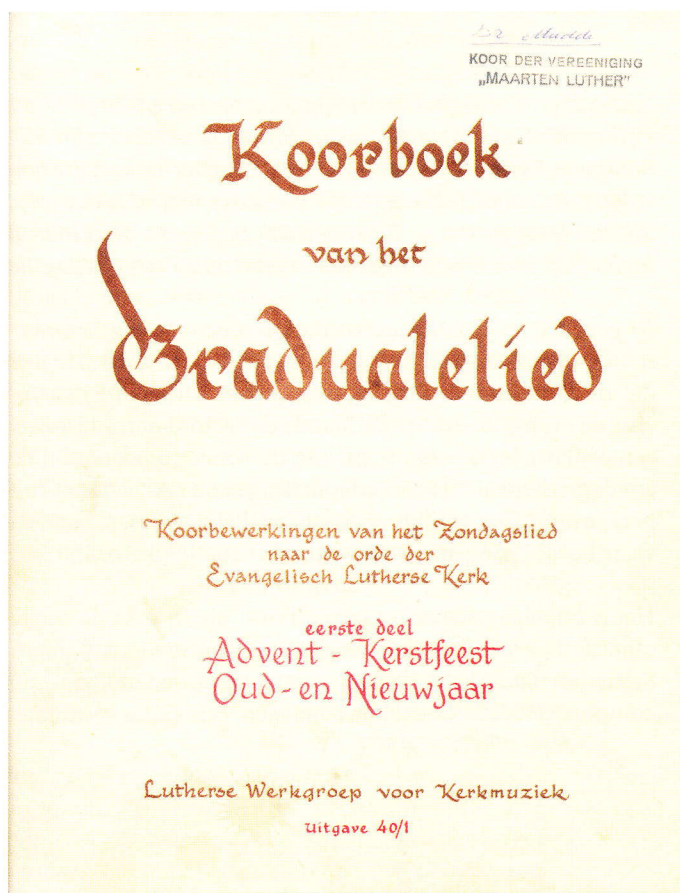 KOOR DER VEREENIGING
„MAARTEN LUTHER”
Koorboek
van het
Gradualelied
Koorbewerkingen van het Zondagslied
naar de orde der
Evangelisch Lutherse Kerk
eerste deel
Advent - Kerstfeest
Oud- en Nieuwjaar
Lutherse Werkgroep voor Kerkmuziek
Uitgave 40/1